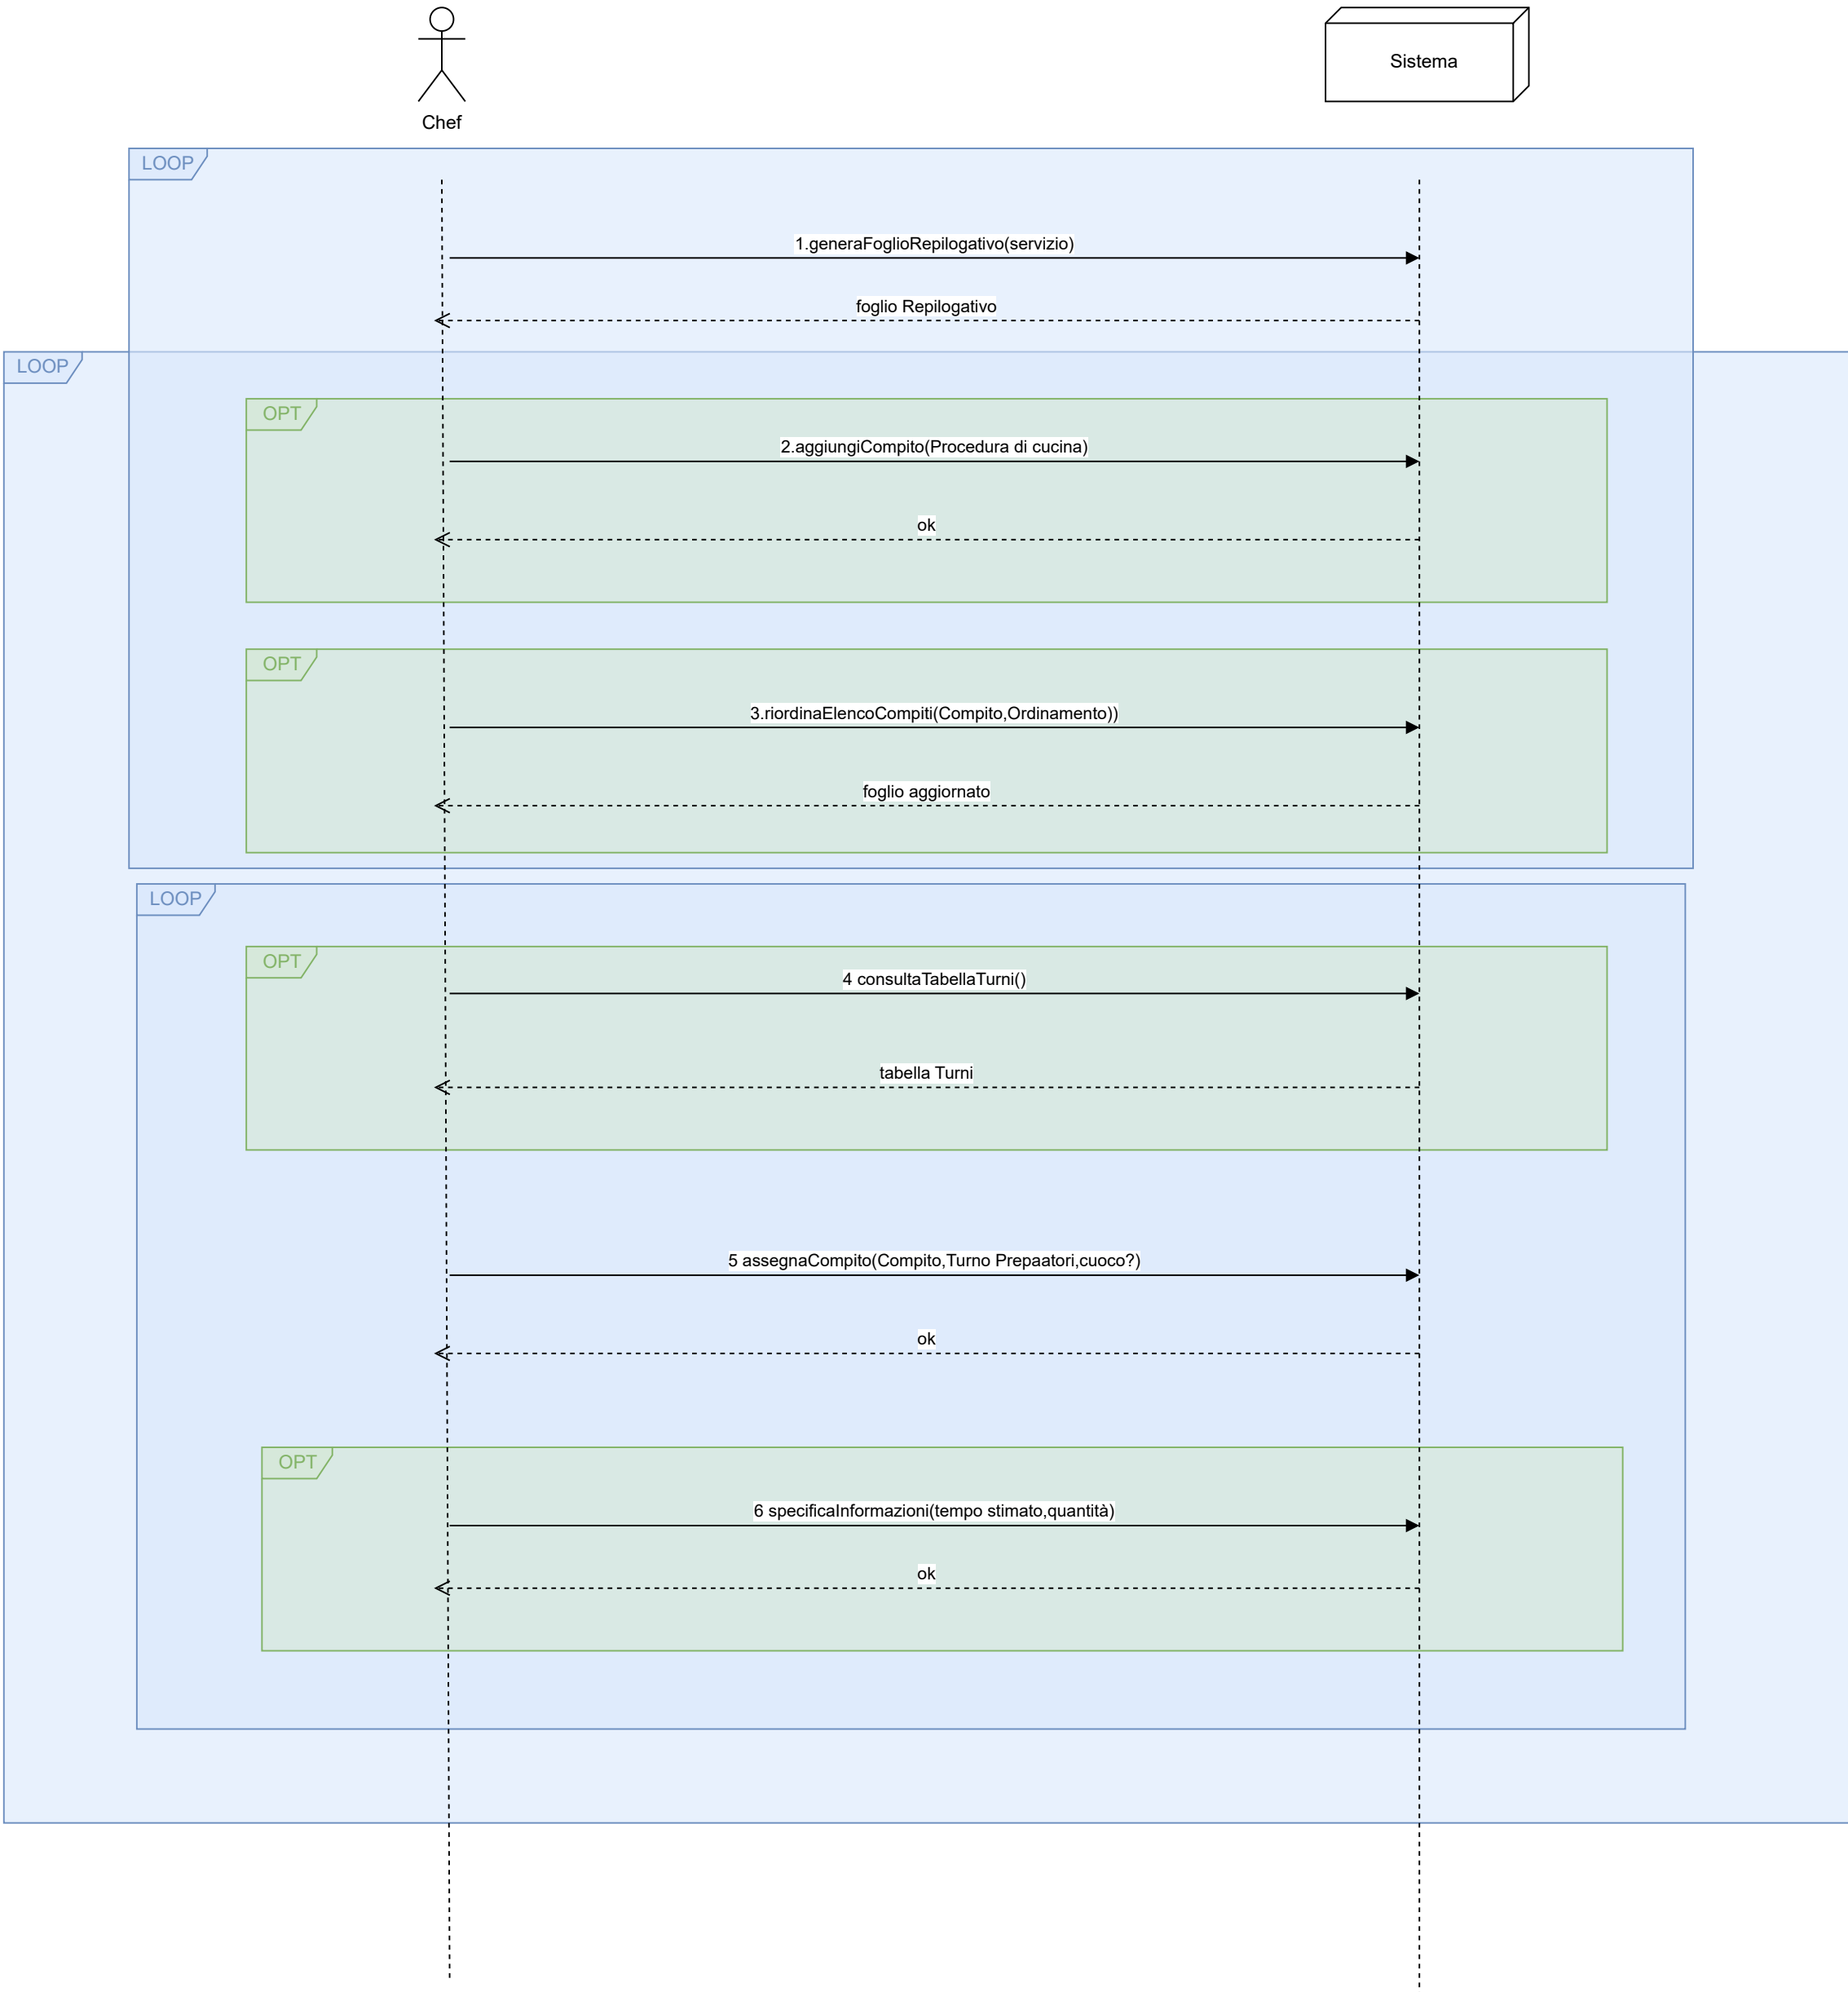 Chef
Sistema
LOOP
1.generaFoglioRepilogativo(servizio)
foglio Repilogativo
LOOP
OPT
2.aggiungiCompito(Procedura di cucina)
ok
OPT
3.riordinaElencoCompiti(Compito,Ordinamento))
foglio aggiornato
LOOP
OPT
4 consultaTabellaTurni()
tabella Turni
5 assegnaCompito(Compito,Turno Prepaatori,cuoco?)
ok
OPT
6 specificaInformazioni(tempo stimato,quantità)
ok